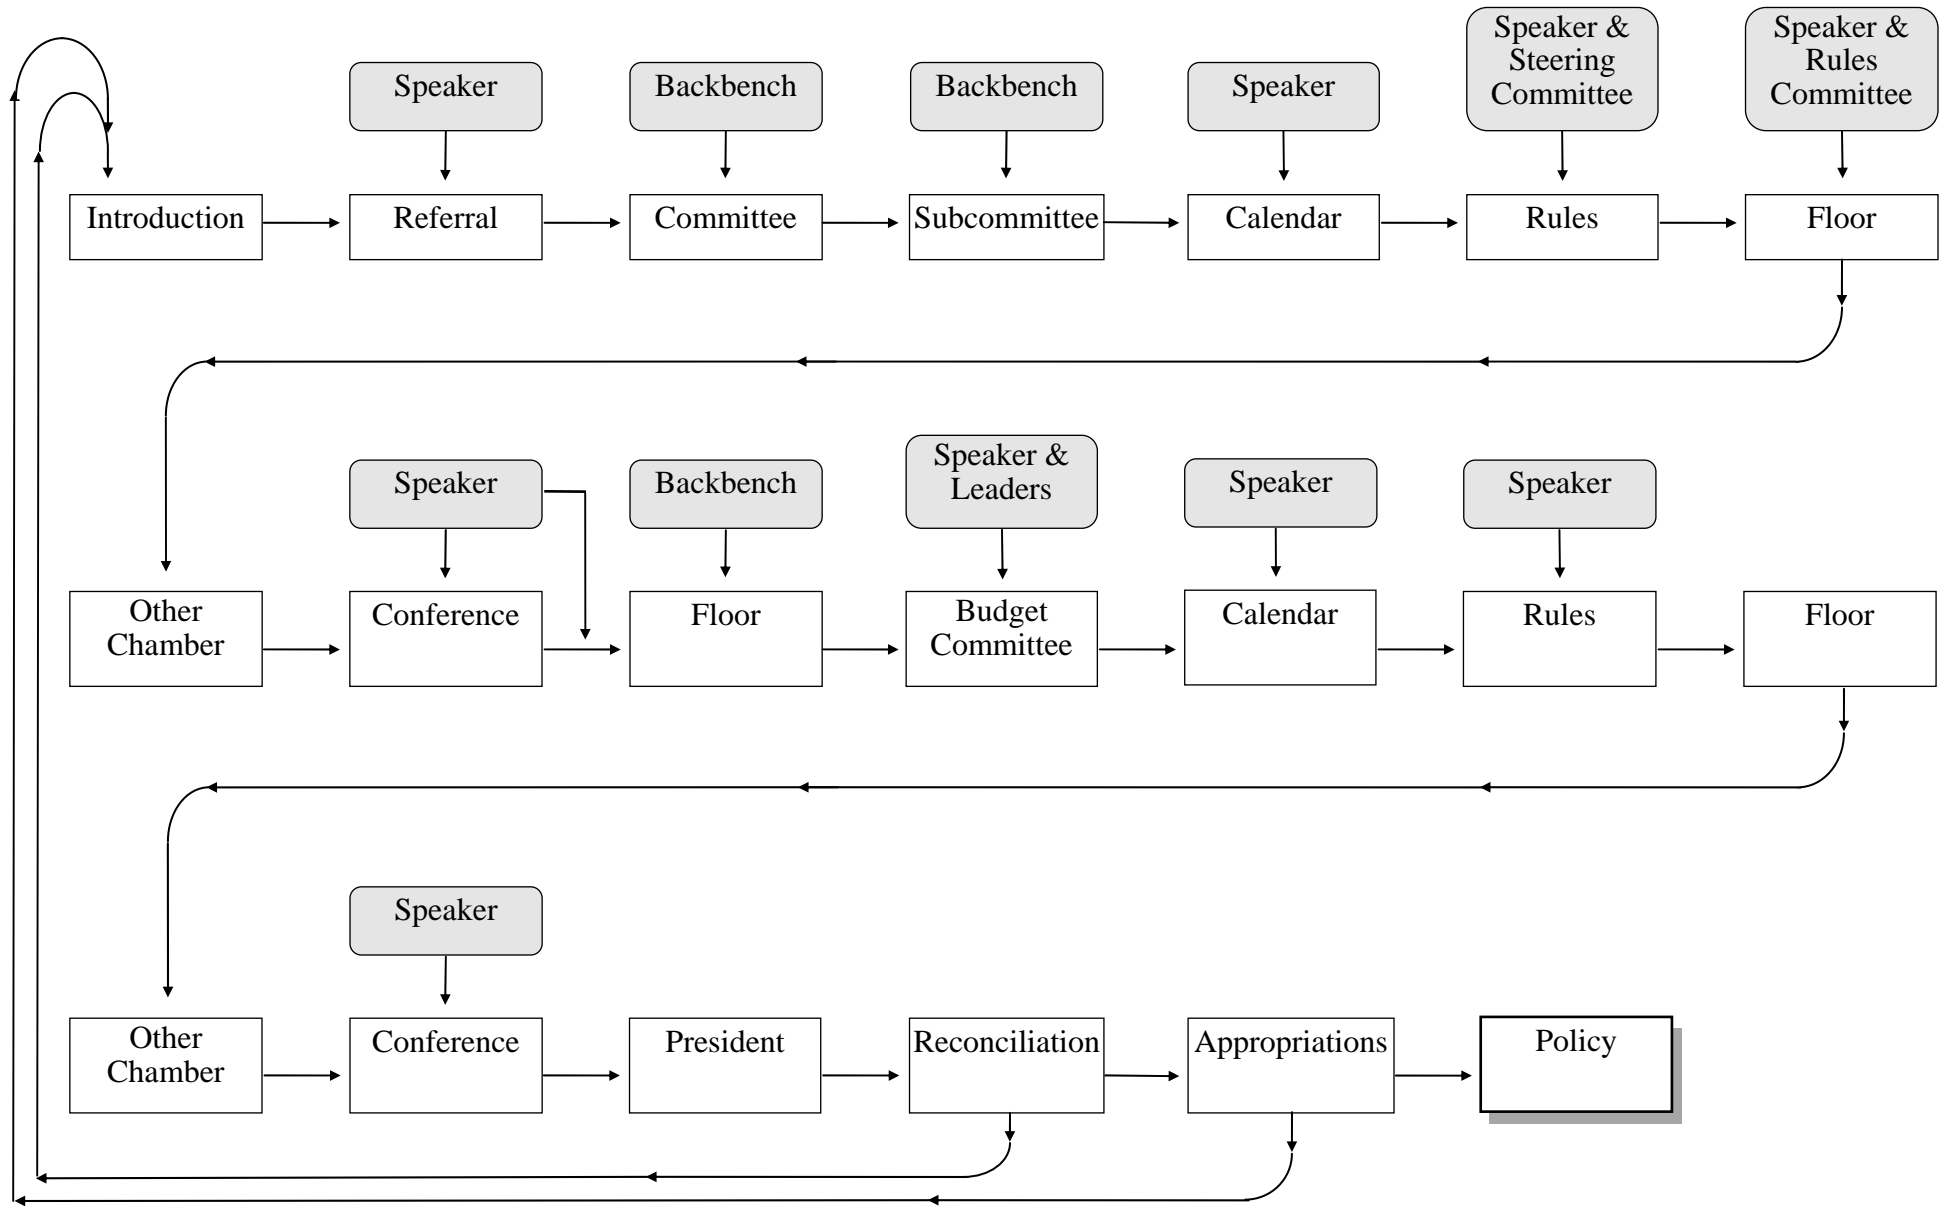 Speaker
Backbench
Backbench
Speaker
Speaker &
Steering
Committee
Speaker &
Rules
Committee
Introduction
Referral
Committee
Subcommittee
Calendar
Rules
Floor
Speaker
Backbench
Speaker &
Leaders
Speaker
Speaker
Other
Chamber
Conference
Floor
Budget
Committee
Calendar
Rules
Floor
Speaker
Other
Chamber
Conference
President
Reconciliation
Appropriations
Policy